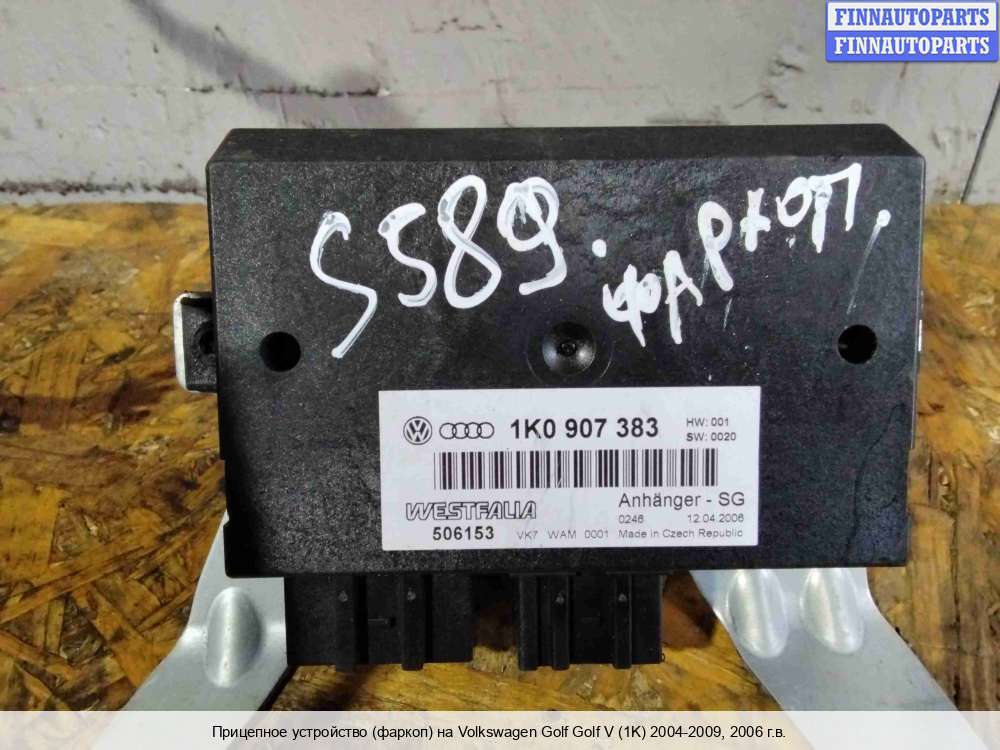 FINNAUTOPARTS
FINNAUTOPARTS
S589. фаркоп.
1K0 907 383
HW: 001
SW: 0020
WESTFALIA
Anhänger - SG
0246 12.04.2006
506153
VK7 WAM 0001 Made in Czech Republic
Прицепное устройство (фаркоп) на Volkswagen Golf Golf V (1K) 2004-2009, 2006 г.в.